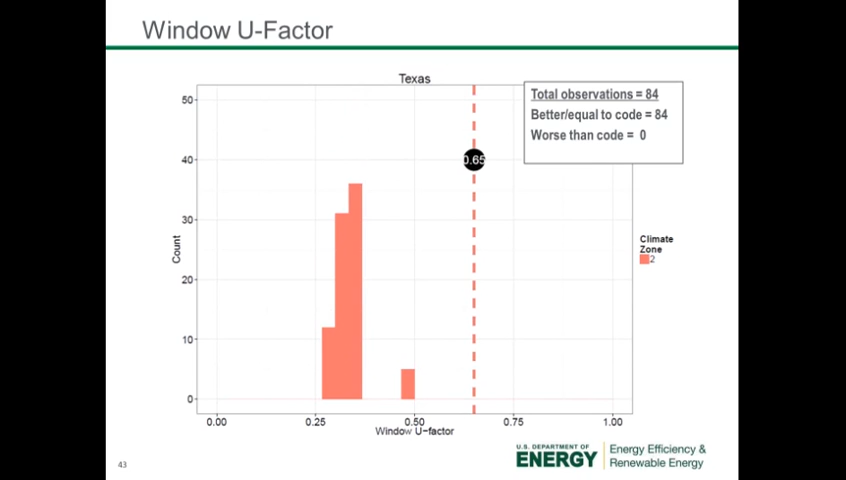 Window U-Factor
Texas
Total observations = 84
Better/equal to code = 84
Worse than code = 0
50
40
30
20
10
0
Count
0.65
Climate
Zone
2
0.00
0.25
0.50
0.75
1.00
Window U-factor
43
U.S. DEPARTMENT OF
ENERGY
Energy Efficiency &
Renewable Energy